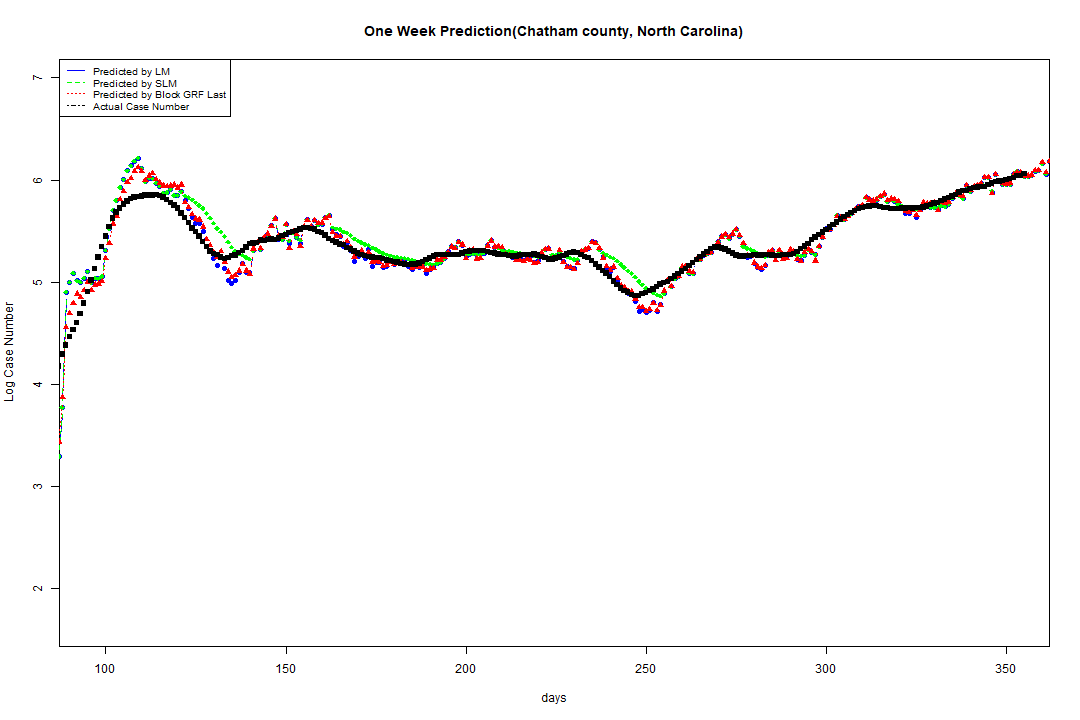 One Week Prediction(Chatham county, North Carolina)
Predicted by LM
Predicted by SLM
Predicted by Block GRF Last
Actual Case Number
7
6
5
4
3
2
Log Case Number
100 150 200 250 300 350
days